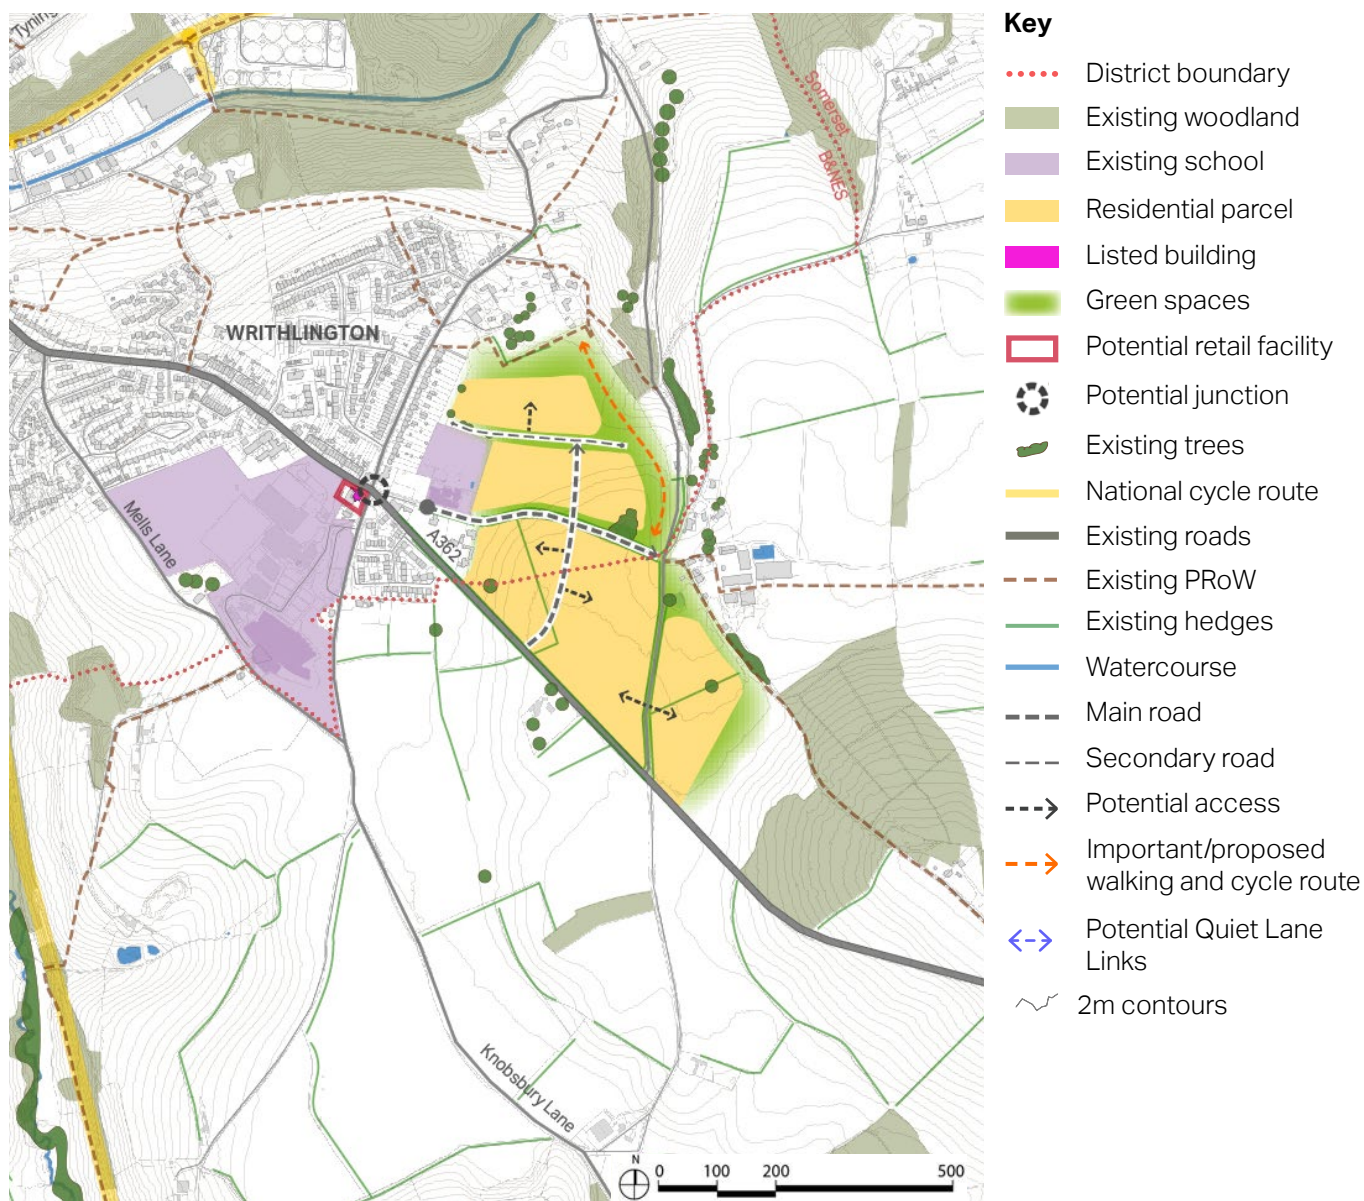 Tyning
Somerset
B&NES
WRITHLINGTON
Mells Lane
A362
Knobsbury Lane
N
0 100 200 500
Key
District boundary
Existing woodland
Existing school
Residential parcel
Listed building
Green spaces
Potential retail facility
Potential junction
Existing trees
National cycle route
Existing roads
Existing PRoW
Existing hedges
Watercourse
Main road
Secondary road
Potential access
Important/proposed
walking and cycle route
Potential Quiet Lane
Links
2m contours